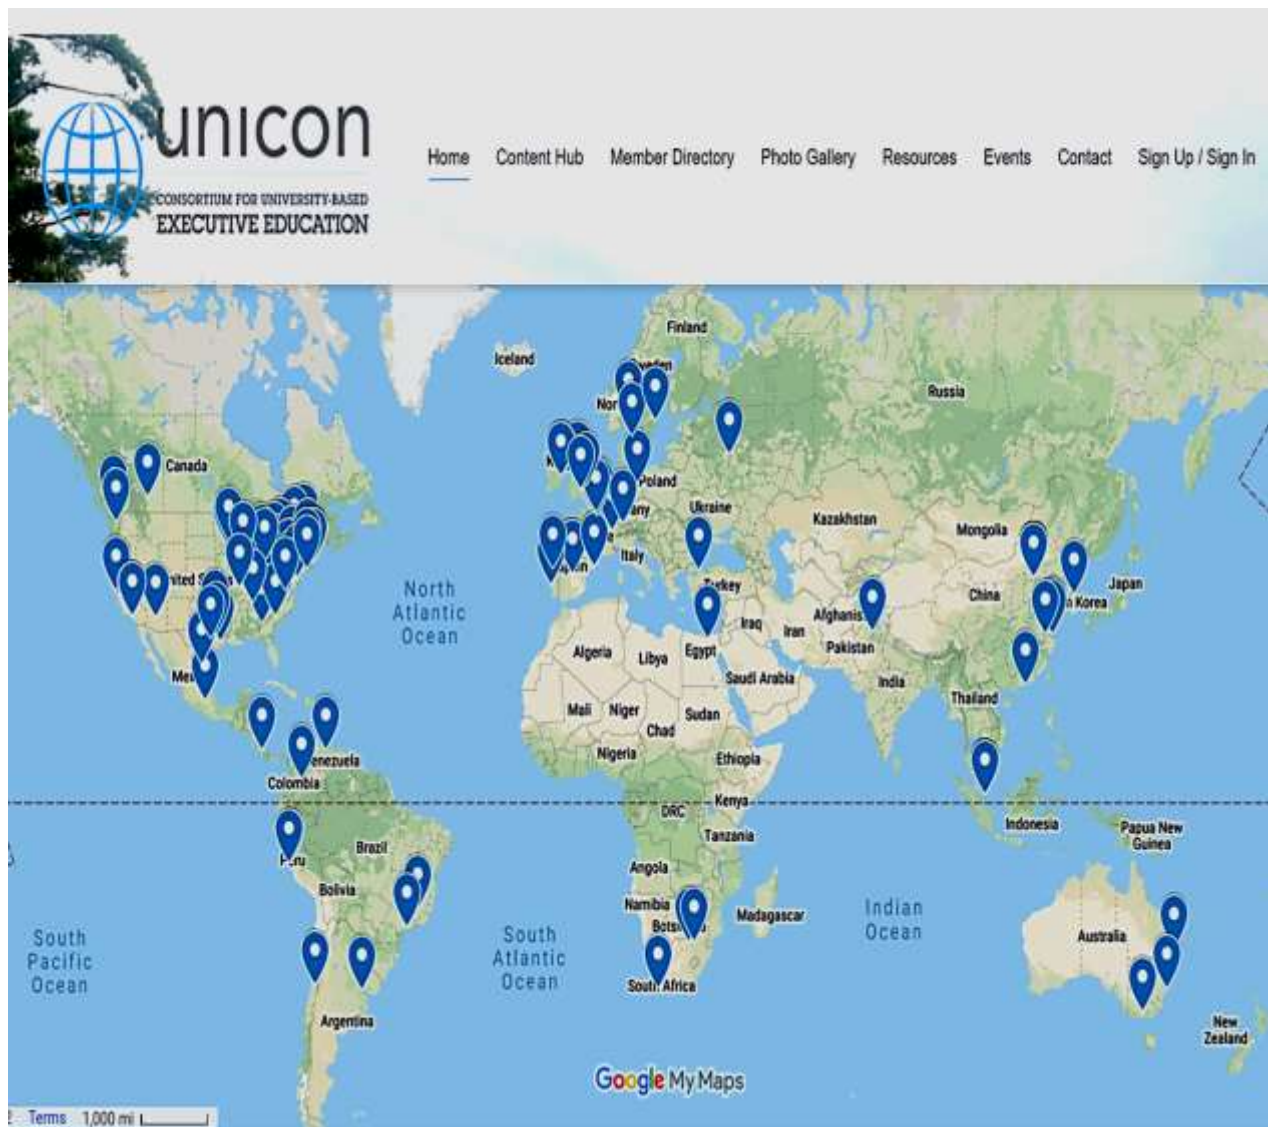 unicon
CONSORTIUM FOR UNIVERSITY-BASED
EXECUTIVE EDUCATION
Home Content Hub Member Directory Photo Gallery Resources Events Contact Sign Up / Sign In
Finland
Iceland
Russia
Canada
Poland
Ukraine
Kazakhstan
Mongolia
Italy
Japan
North
Atlantic
Ocean
Turkey
China
Korea
Iraq
Iran
Pakistan
Algeria
Libya
Egypt
Saudi Arabia
India
Thailand
Mali
Niger
Chad
Sudan
Nigeria
Ethiopia
Colombia
DRC
Kenya
Tanzania
Indonesia
Papua New
Guinea
Brazil
Bolivia
Angola
Namibia
Madagascar
Indian
Ocean
Australia
South
Pacific
Ocean
South
Atlantic
Ocean
South Africa
Argentina
New
Zealand
Google My Maps
Terms 1,000 mi